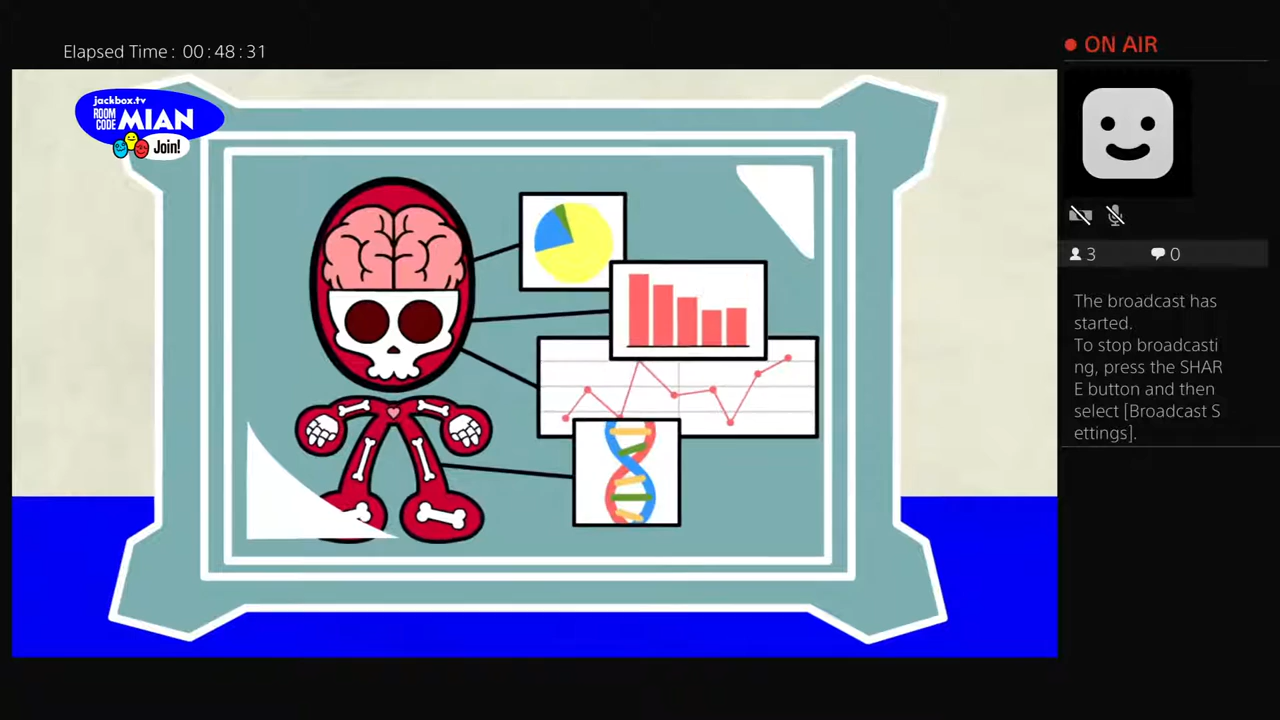 Elapsed Time : 00:48:31
ON AIR
jackbox.tv
ROOM CODE MIAN
Join!
3 0
The broadcast has
started.
To stop broadcasti
ng, press the SHAR
E button and then
select [Broadcast S
ettings].